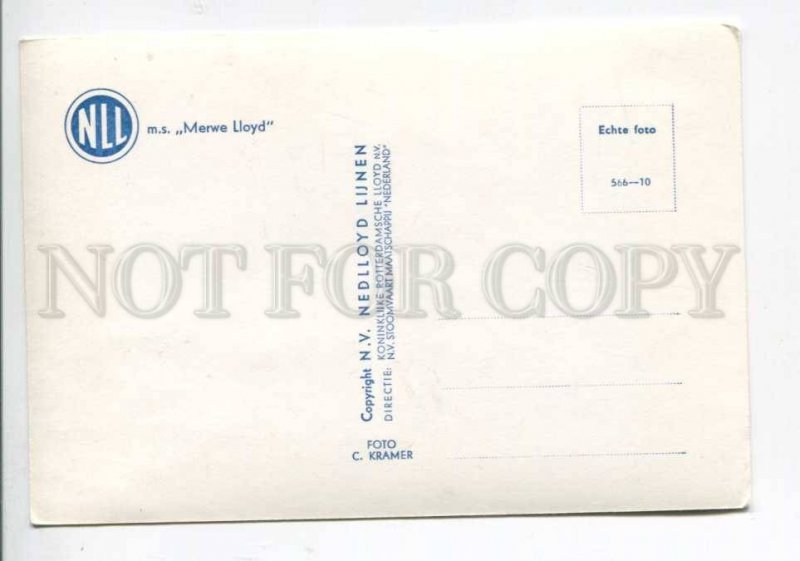 NLL
m.s. „Merwe Lloyd"
Copyright N.V. NEDLLOYD LIJNEN
DIRECTIE: KONINKLIJKE ROTTERDAMSCHE LLOYD N.V.
N.V. STOOMVAART MAATSCHAPPIJ "NEDERLAND"
FOTO
C. KRAMER
Echte foto
566—10
NOT FOR COPY